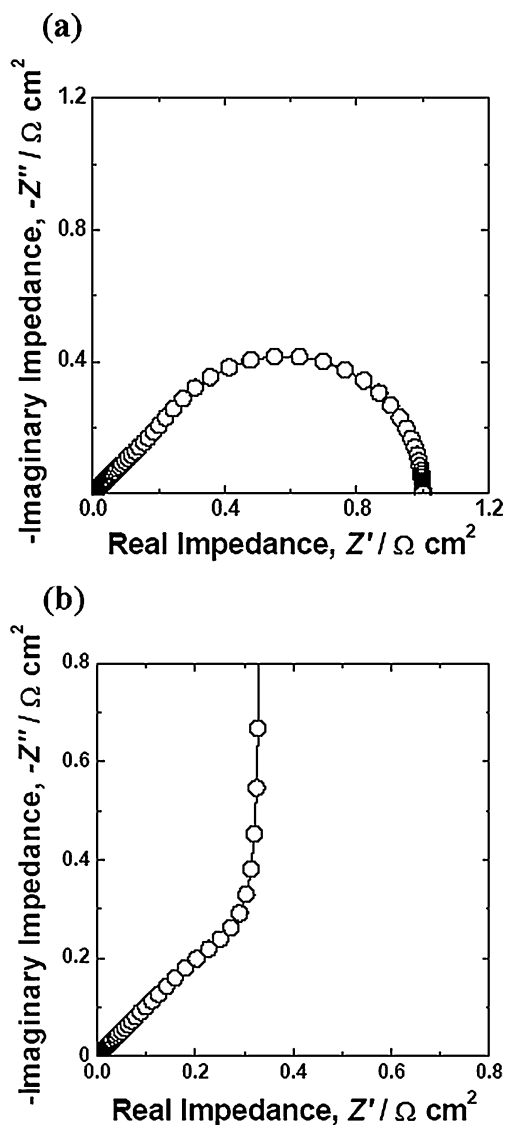 (a)
-Imaginary Impedance, -Z" / Ω cm²
1.2
0.8
0.4
0.0
0.0 0.4 0.8 1.2
Real Impedance, Z' / Ω cm²
(b)
-Imaginary Impedance, -Z" / Ω cm²
0.8
0.6
0.4
0.2
0
0.0 0.2 0.4 0.6 0.8
Real Impedance, Z' / Ω cm²